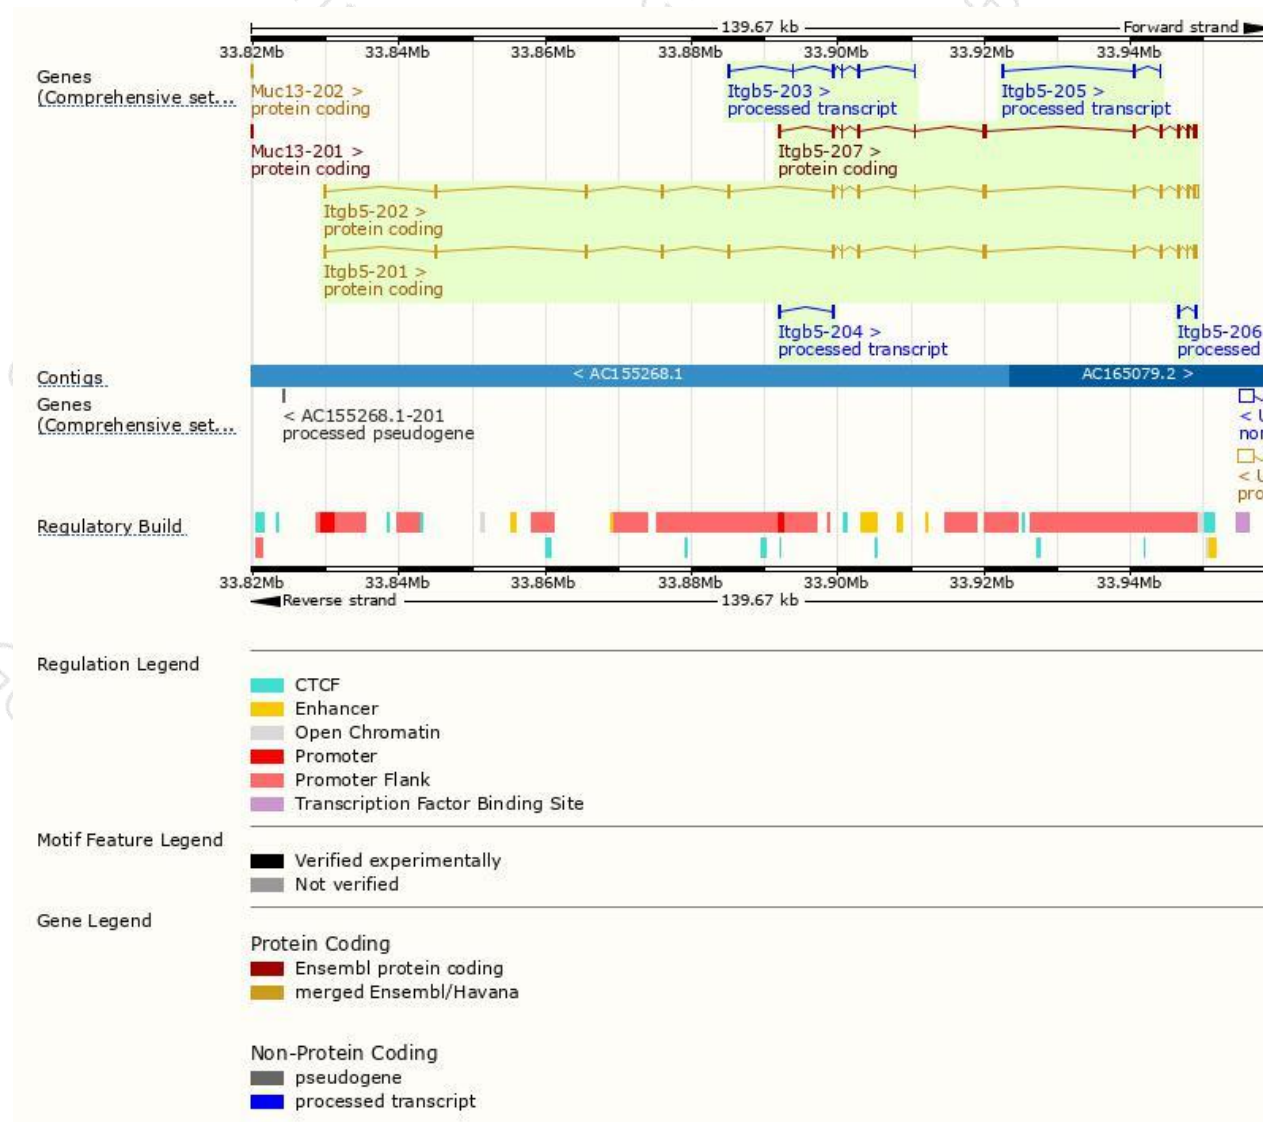 139.67 kb
Forward strand
33.82Mb 33.84Mb 33.86Mb 33.88Mb 33.90Mb 33.92Mb 33.94Mb
Genes
(Comprehensive set...
Muc13-202 >
protein coding
Itgb5-203 >
processed transcript
Itgb5-205 >
processed transcript
Muc13-201 >
protein coding
Itgb5-207 >
protein coding
Itgb5-202 >
protein coding
Itgb5-201 >
protein coding
Itgb5-204 >
processed transcript
Itgb5-206
processed
Contigs
< AC155268.1
AC165079.2 >
Genes
(Comprehensive set...
< AC155268.1-201
processed pseudogene
< U
nor
< U
pro
Regulatory Build
33.82Mb 33.84Mb 33.86Mb 33.88Mb 33.90Mb 33.92Mb 33.94Mb
Reverse strand
139.67 kb
Regulation Legend
CTCF
Enhancer
Open Chromatin
Promoter
Promoter Flank
Transcription Factor Binding Site
Motif Feature Legend
Verified experimentally
Not verified
Gene Legend
Protein Coding
Ensembl protein coding
merged Ensembl/Havana
Non-Protein Coding
pseudogene
processed transcript